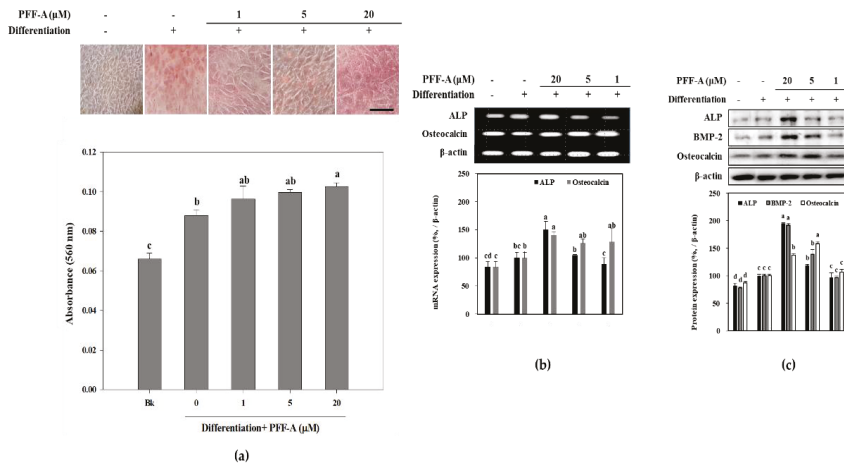 PFF-A (μM) - - 1 5 20
Differentiation - + + + +
Absorbance (560 nm)
0.12
0.10
0.08
0.06
0.04
0.02
0.00
c b ab ab a
Bk 0 1 5 20
Differentiation+ PFF-A (μM)
(a)
PFF-A (μM) - - 20 5 1
Differentiation - + + + +
ALP
Osteocalcin
β-actin
mRNA expression (%, / β-actin)
ALP Osteocalcin
250
200
150
100
50
0
cd c bc b a a b ab c ab
(b)
PFF-A (μM) - - 20 5 1
Differentiation - + + + +
ALP
BMP-2
Osteocalcin
β-actin
Protein expression (%, / β-actin)
ALP BMP-2 Osteocalcin
250
200
150
100
50
0
d d d c c c a a b b b a c c c
(c)